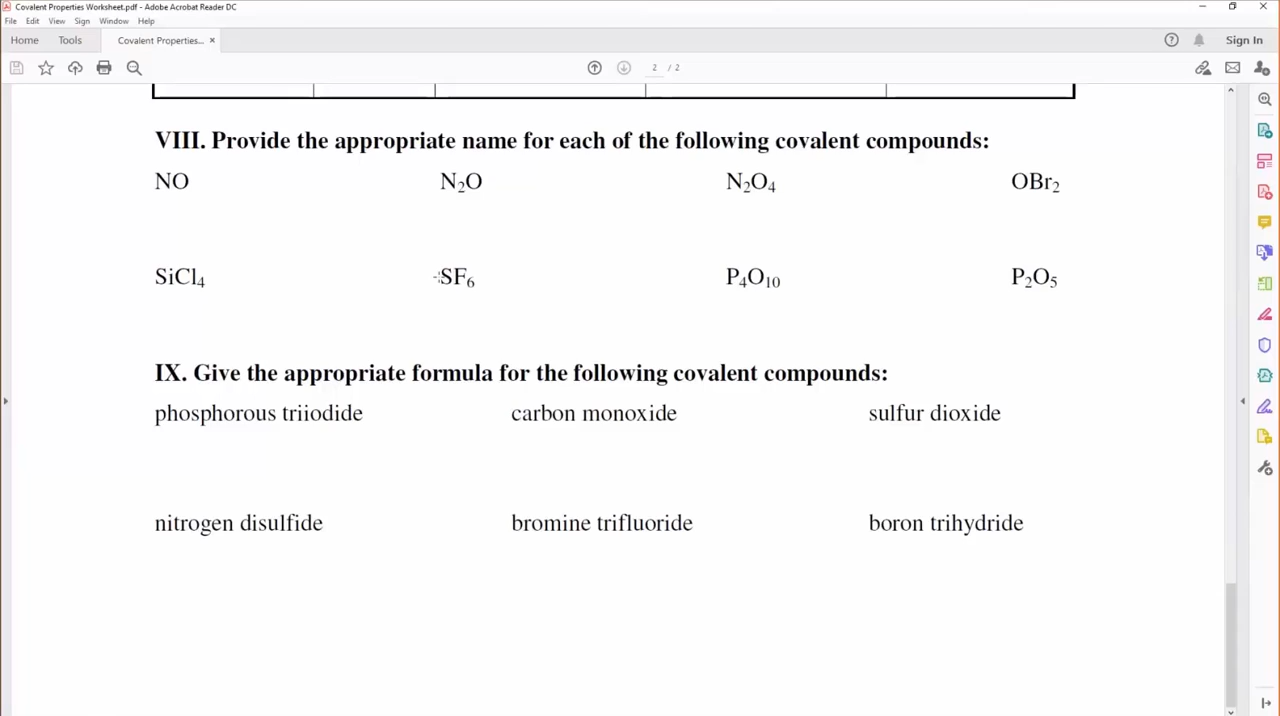 Covalent Properties Worksheet.pdf - Adobe Acrobat Reader DC
File Edit View Sign Window Help
Home Tools Covalent Properties... × Sign In
2 / 2
VIII. Provide the appropriate name for each of the following covalent compounds:
NO N₂O N₂O₄ OBr₂
SiCl₄ SF₆ P₄O₁₀ P₂O₅
IX. Give the appropriate formula for the following covalent compounds:
phosphorous triiodide carbon monoxide sulfur dioxide
nitrogen disulfide bromine trifluoride boron trihydride